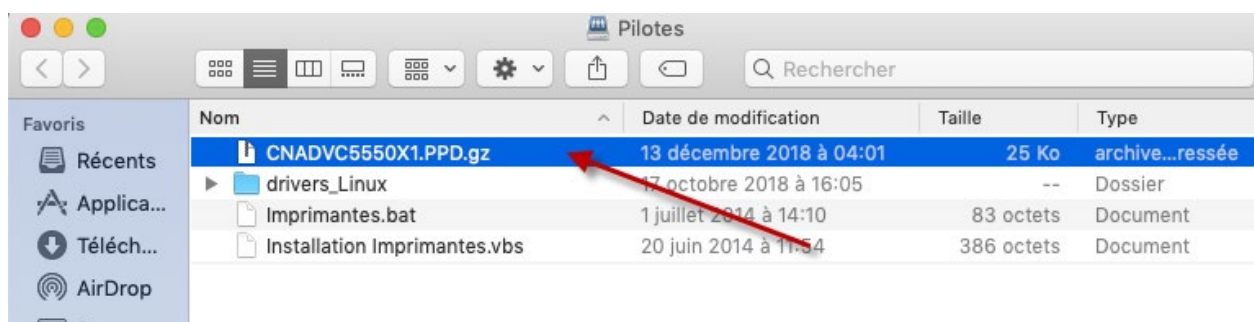 Pilotes
Rechercher
Favoris
Nom Date de modification Taille Type
Récents
CNADVC5550X1.PPD.gz 13 décembre 2018 à 04:01 25 Ko archive...ressée
Applica...
drivers_Linux 17 octobre 2018 à 16:05 -- Dossier
Imprimantes.bat 1 juillet 2014 à 14:10 83 octets Document
Téléch...
Installation Imprimantes.vbs 20 juin 2014 à 11:54 386 octets Document
AirDrop